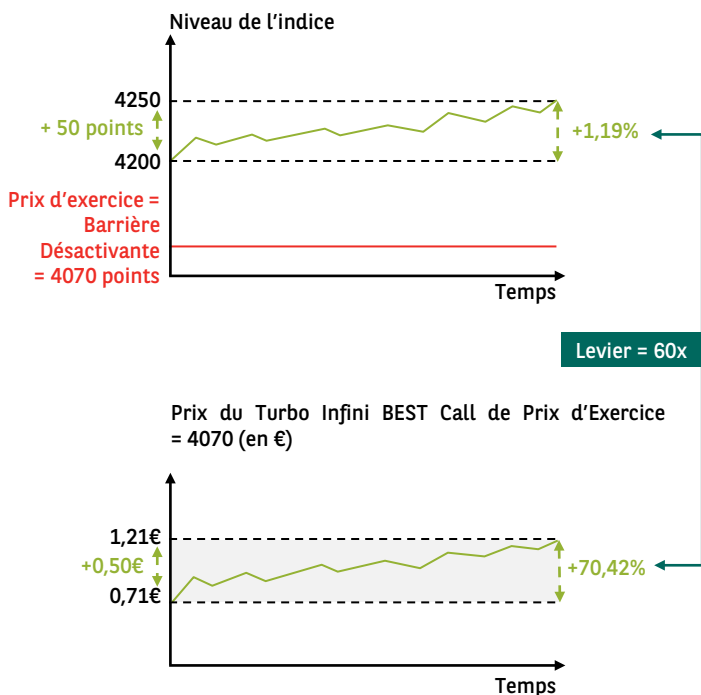 Niveau de l’indice
4250
+ 50 points
+1,19%
4200
Prix d’exercice =
Barrière
Désactivante
= 4070 points
Temps
Levier = 60x
Prix du Turbo Infini BEST Call de Prix d’Exercice
= 4070 (en €)
1,21€
+0,50€
+70,42%
0,71€
Temps